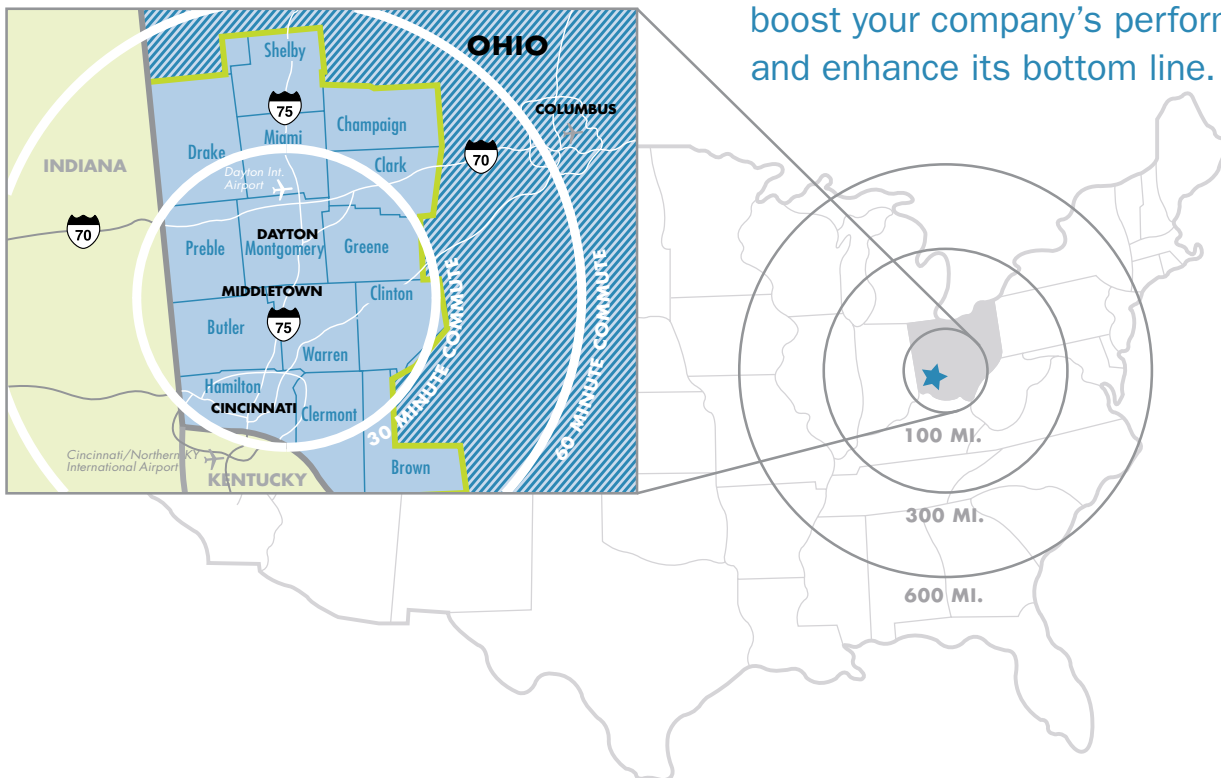 boost your company's perform
and enhance its bottom line.
OHIO
Shelby
75
COLUMBUS
Champaign
Miami
Drake
INDIANA
Clark
70
Dayton Int.
Airport
70
DAYTON
Preble
Montgomery
Greene
MIDDLETOWN
Clinton
Butler
75
Warren
30 MINUTE COMMUTE
60 MINUTE COMMUTE
Hamilton
CINCINNATI
Clermont
Cincinnati/Northern KY
International Airport
KENTUCKY
Brown
100 MI.
300 MI.
600 MI.